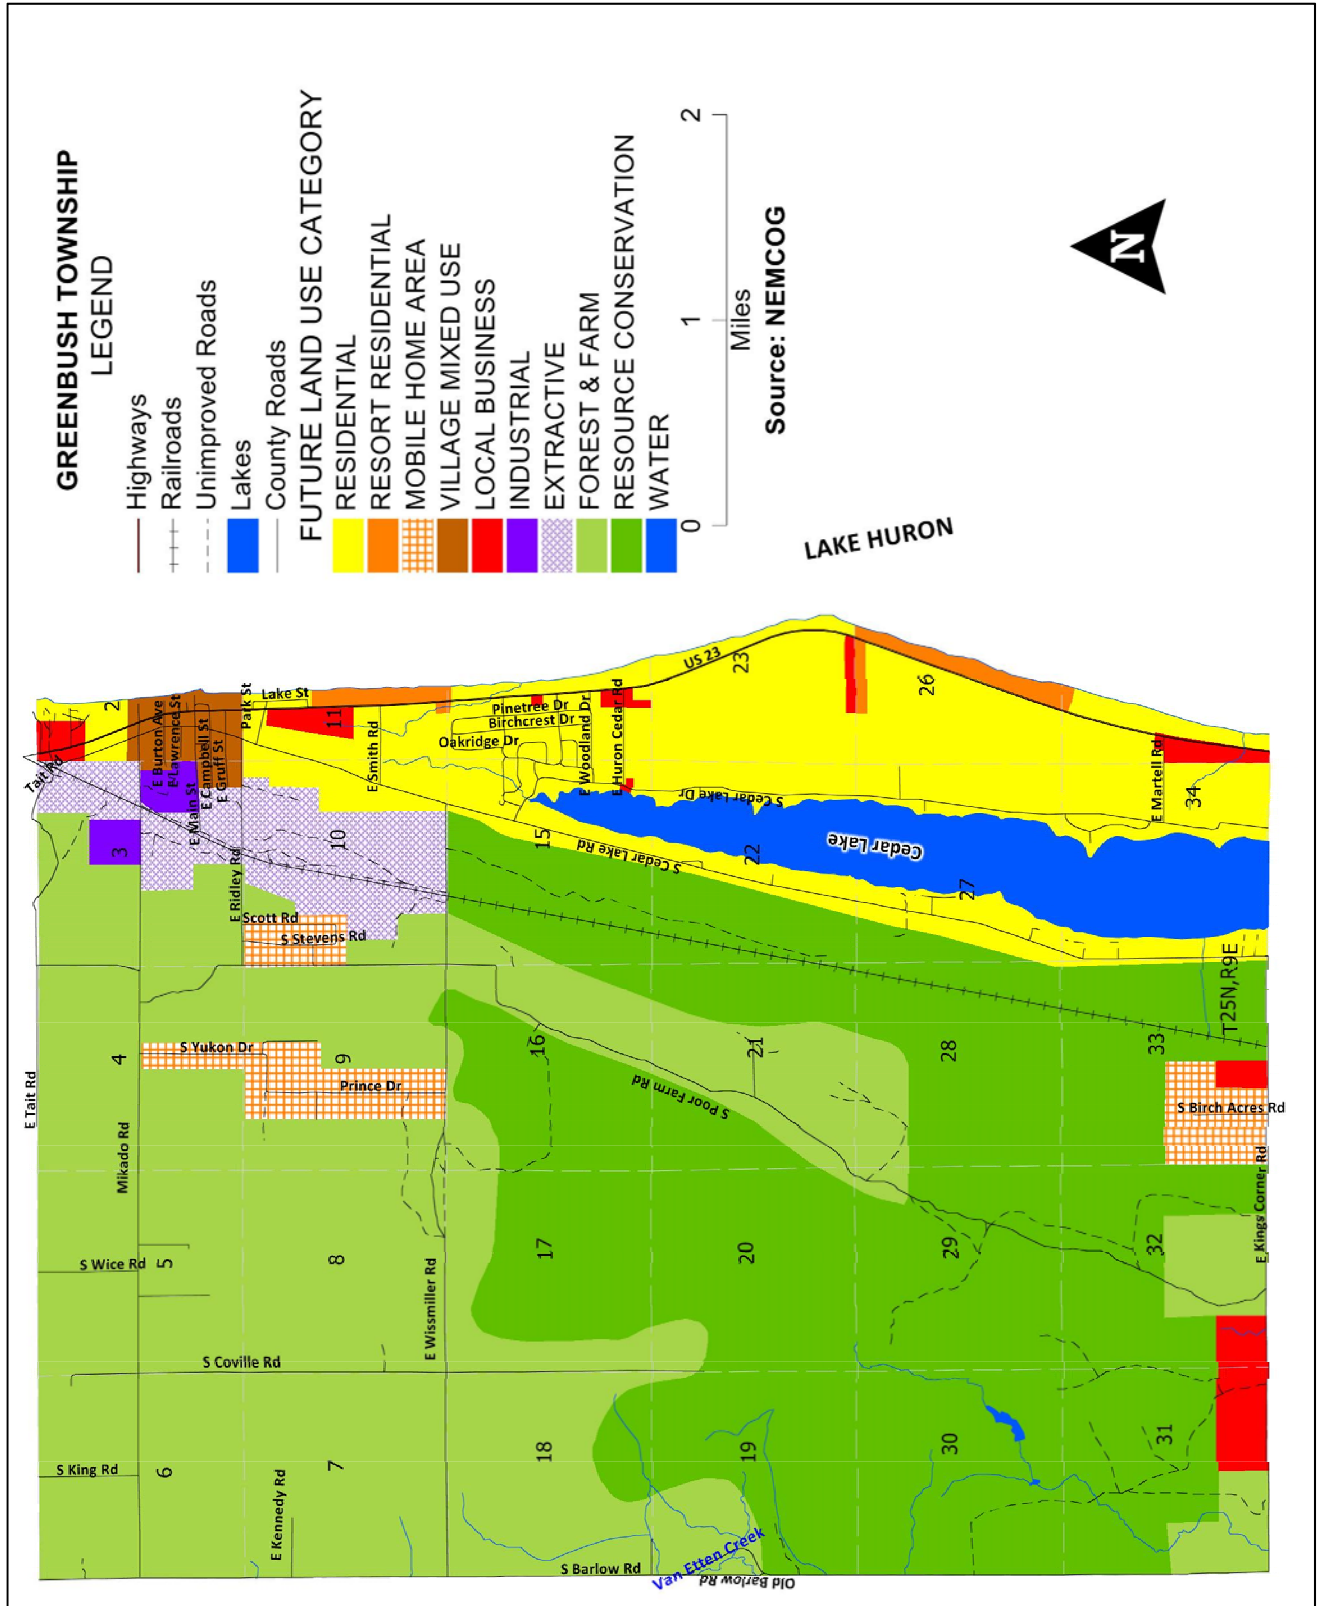 GREENBUSH TOWNSHIP
LEGEND
Highways
Railroads
Unimproved Roads
Lakes
County Roads
FUTURE LAND USE CATEGORY
RESIDENTIAL
RESORT RESIDENTIAL
MOBILE HOME AREA
VILLAGE MIXED USE
LOCAL BUSINESS
INDUSTRIAL
EXTRACTIVE
FOREST & FARM
RESOURCE CONSERVATION
WATER
0 1 2
Miles
Source: NEMCOG
N
LAKE HURON
Tait Rd
2
E Burton Ave
E Lawrence St
E Main St
E Campbell St
E Gruff St
Park St
Lake St
11
E Smith Rd
Oakridge Dr
Pinetree Dr
Birchcrest Dr
E Woodland Dr
E Huron Cedar Rd
US 23
23
26
E Martell Rd
34
3
E Ridley Rd
10
Scott Rd
S Stevens Rd
15
S Cedar Lake Rd
S Cedar Lake Dr
22
Cedar Lake
27
T25N,R9E
E Tait Rd
4
S Yukon Dr
9
Prince Dr
16
S Poor Farm Rd
21
28
33
S Birch Acres Rd
E Kings Corner Rd
Mikado Rd
S Wice Rd
5
8
E Wissmiller Rd
17
20
29
32
S Coville Rd
S King Rd
6
E Kennedy Rd
7
18
19
30
31
S Barlow Rd
Van Etten Creek
Old Barlow Rd